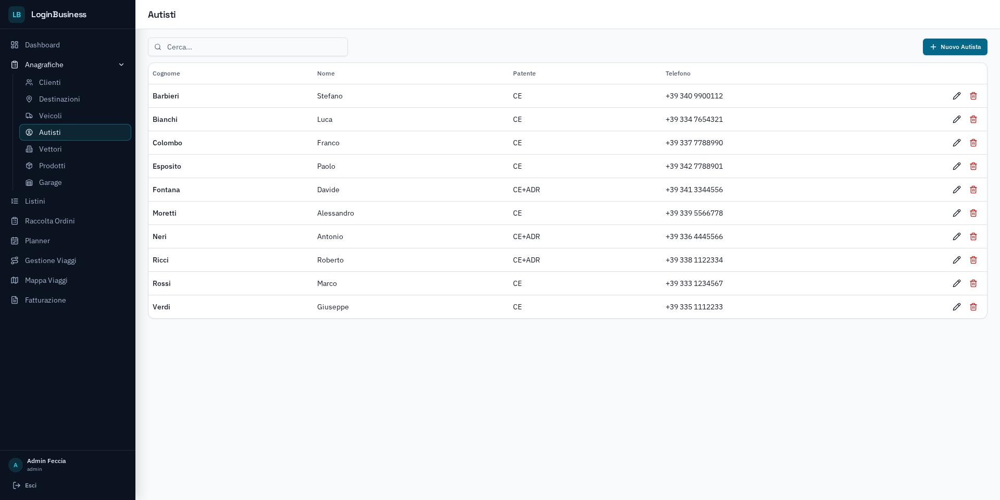 LB LoginBusiness
Dashboard
Anagrafiche
Clienti
Destinazioni
Veicoli
Autisti
Vettori
Prodotti
Garage
Listini
Raccolta Ordini
Planner
Gestione Viaggi
Mappa Viaggi
Fatturazione
A Admin Feccia
admin
Esci
Autisti
Cerca...
Nuovo Autista
Cognome Nome Patente Telefono
Barbieri Stefano CE +39 340 9900112
Bianchi Luca CE +39 334 7654321
Colombo Franco CE +39 337 7788990
Esposito Paolo CE +39 342 7788901
Fontana Davide CE+ADR +39 341 3344556
Moretti Alessandro CE +39 339 5566778
Neri Antonio CE+ADR +39 336 4445566
Ricci Roberto CE+ADR +39 338 1122334
Rossi Marco CE +39 333 1234567
Verdi Giuseppe CE +39 335 1112233